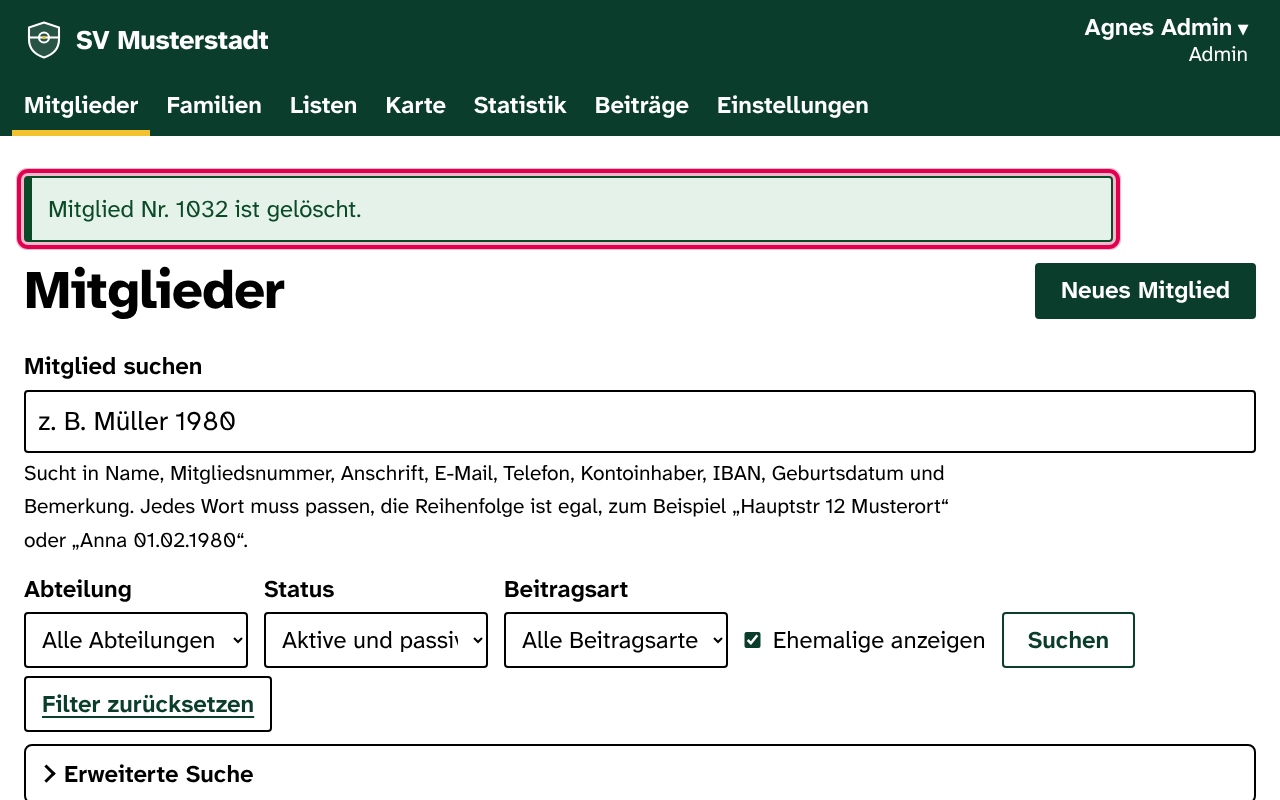 SV Musterstadt
Agnes Admin ▾
Admin
Mitglieder Familien Listen Karte Statistik Beiträge Einstellungen
Mitglied Nr. 1032 ist gelöscht.
Mitglieder
Neues Mitglied
Mitglied suchen
z. B. Müller 1980
Sucht in Name, Mitgliedsnummer, Anschrift, E-Mail, Telefon, Kontoinhaber, IBAN, Geburtsdatum und
Bemerkung. Jedes Wort muss passen, die Reihenfolge ist egal, zum Beispiel „Hauptstr 12 Musterort“
oder „Anna 01.02.1980“.
Abteilung Status Beitragsart
Alle Abteilungen Aktive und passiv Alle Beitragsarte Ehemalige anzeigen Suchen
Filter zurücksetzen
Erweiterte Suche